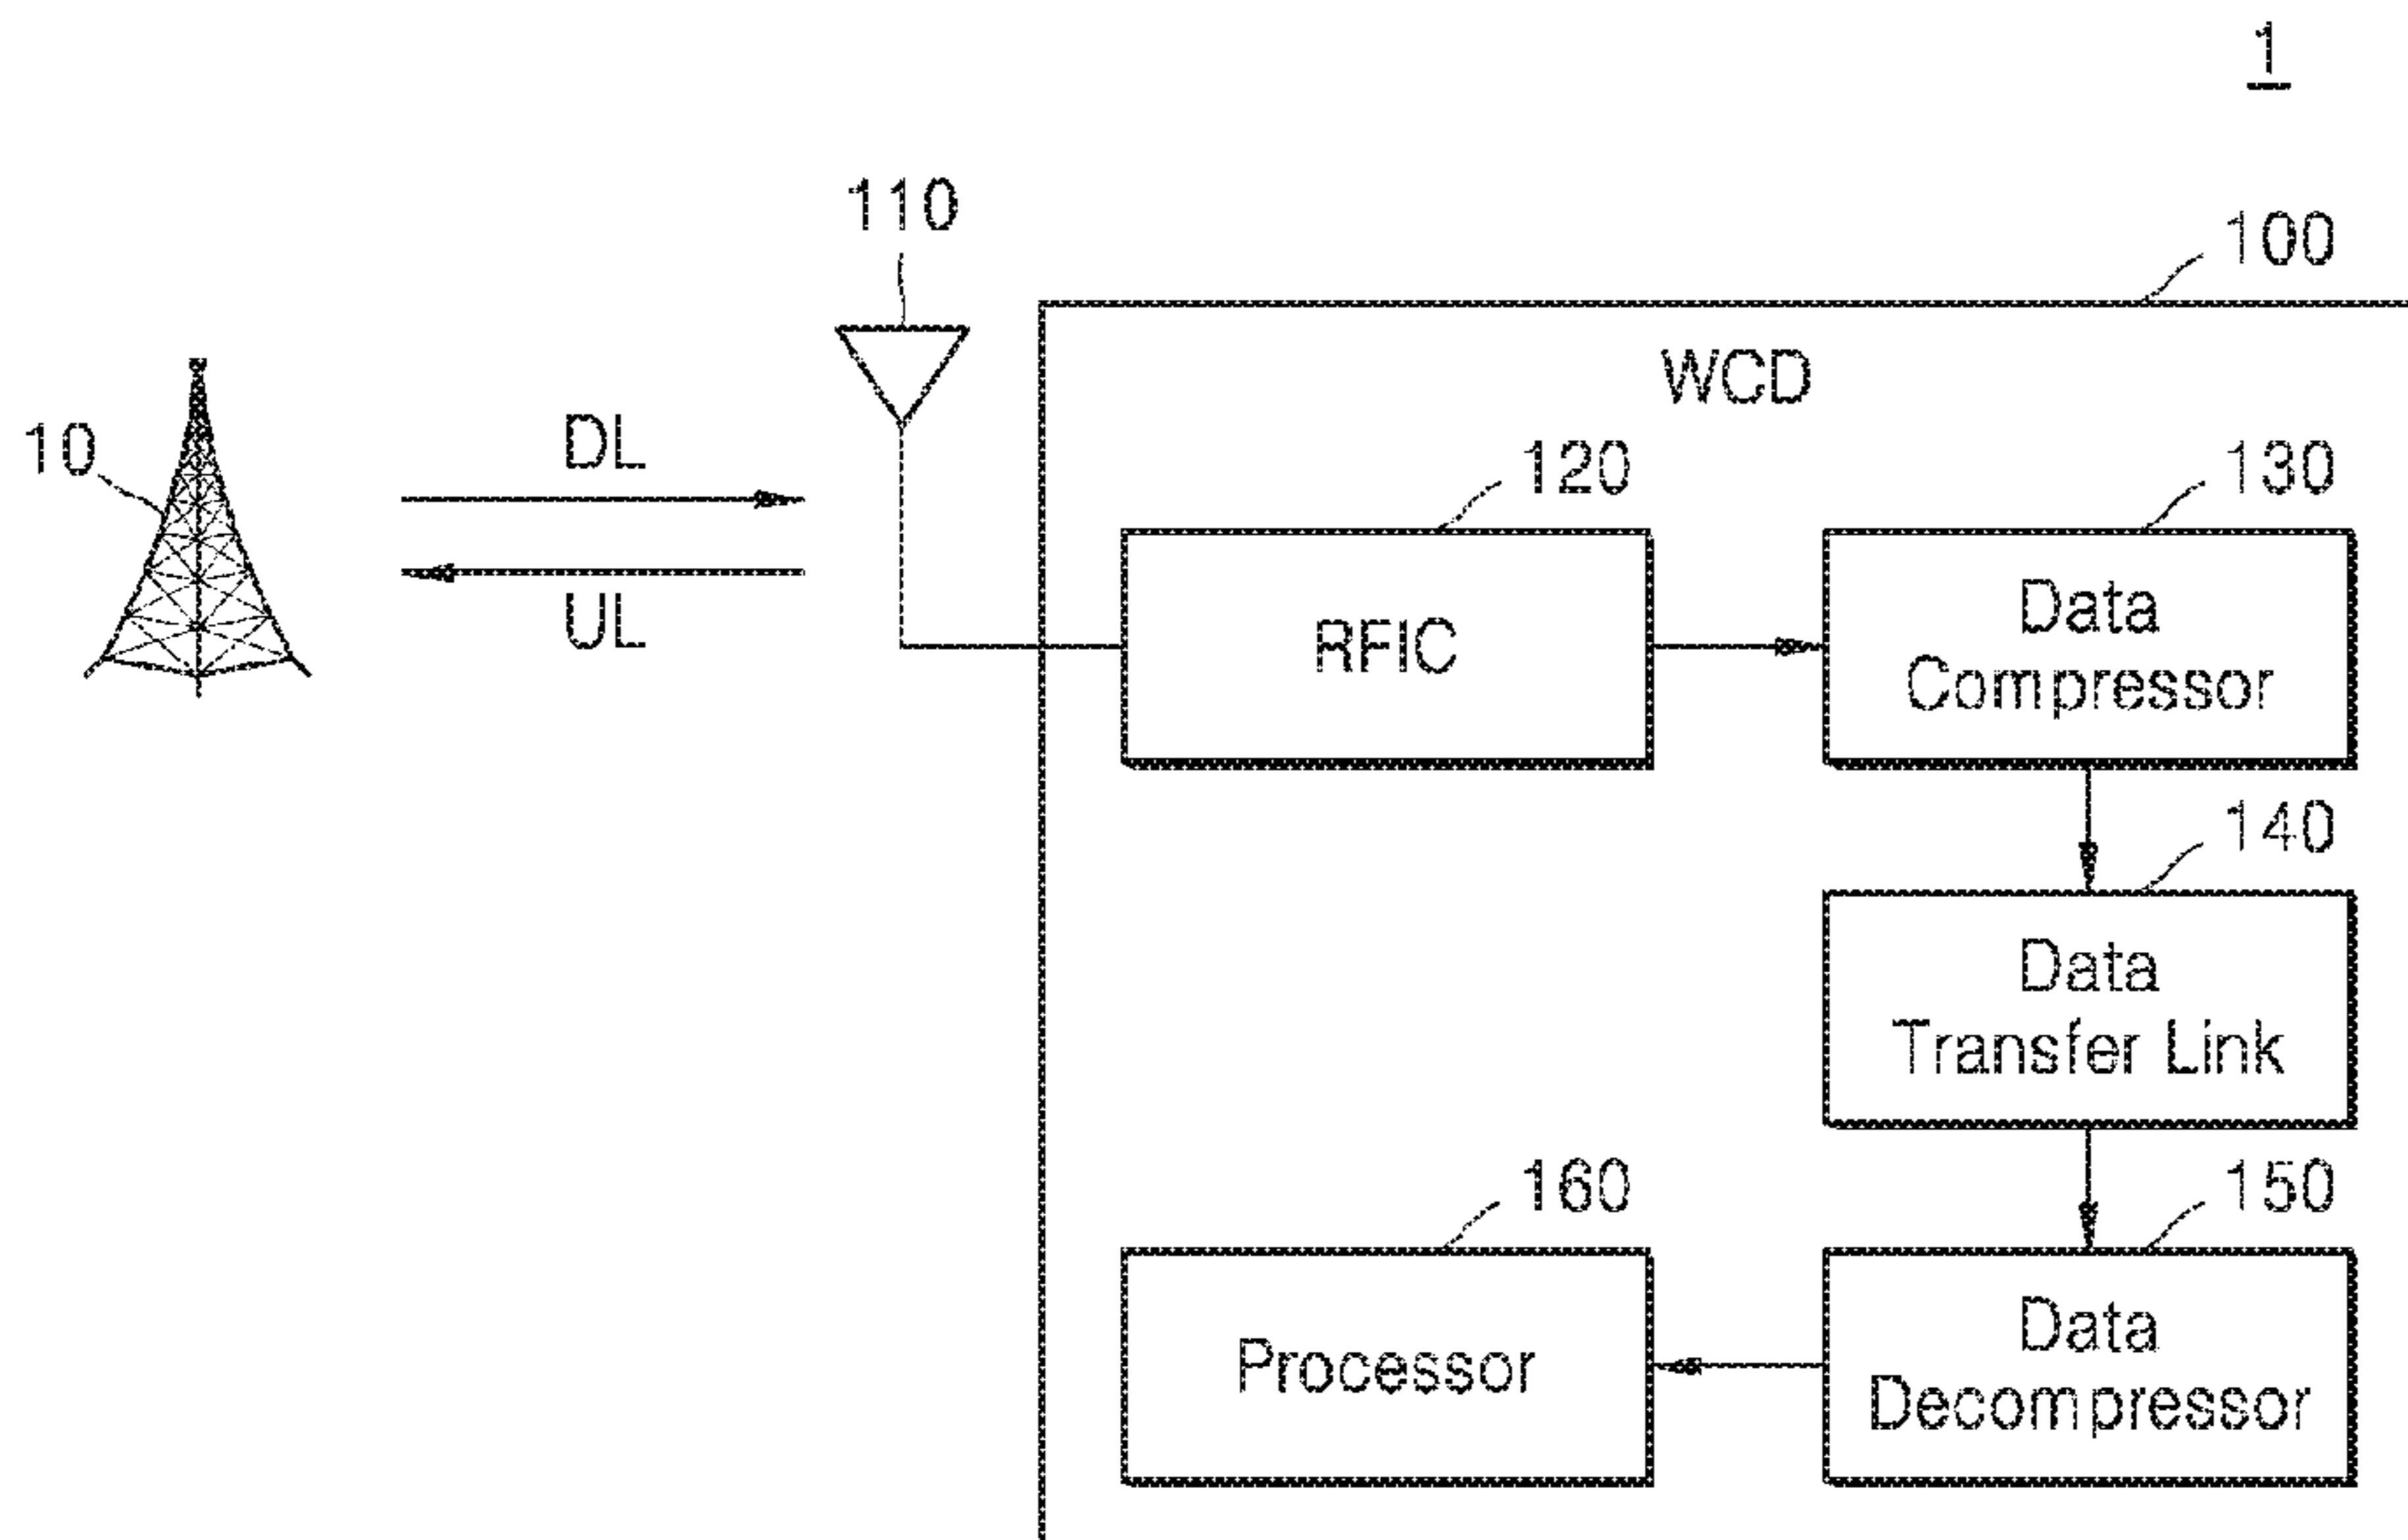 1
110
100
WCD
10
DL
UL
120
RFIC
130
Data
Compressor
140
Data
Transfer Link
160
Processor
150
Data
Decompressor